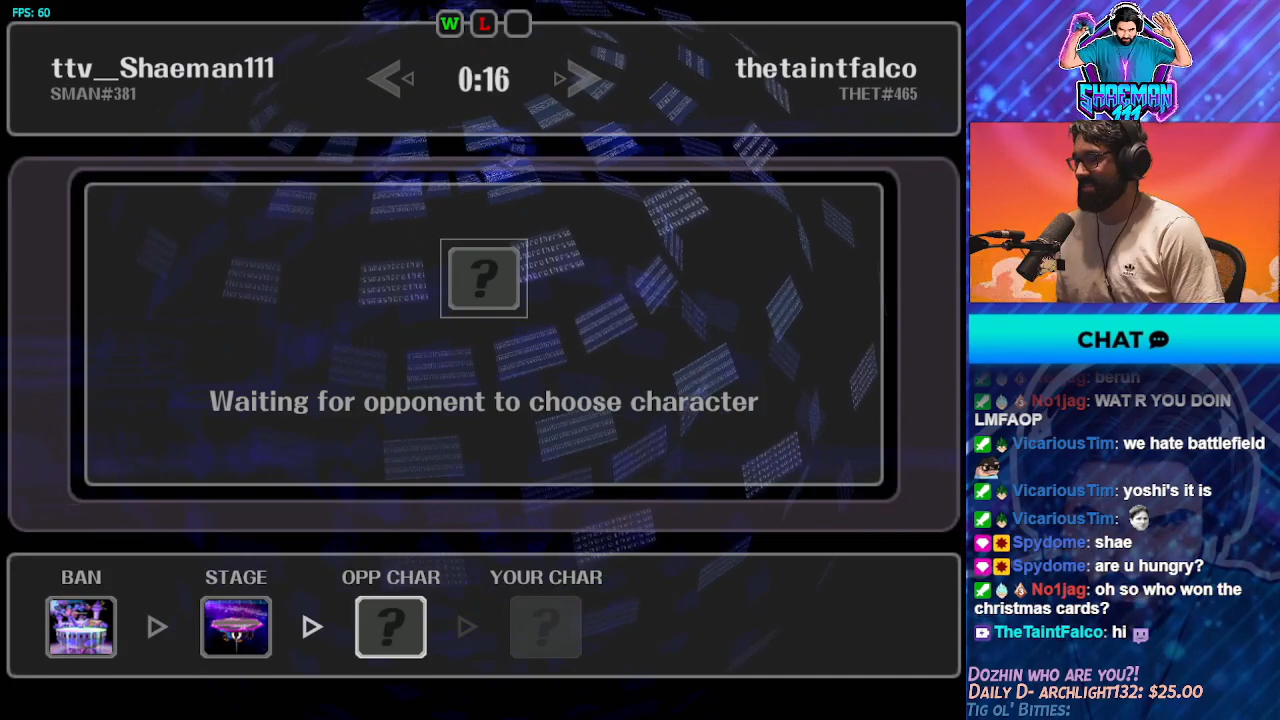 FPS: 60
W L
ttv__Shaeman111
SMAN#381
0:16
thetaintfalco
THET#465
?
Waiting for opponent to choose character
BAN
STAGE
OPP CHAR
YOUR CHAR
?
?
SHAEMAN
111
CHAT
No1jag: beruh
No1jag: WAT R YOU DOIN
LMFAOP
VicariousTim: we hate battlefield
VicariousTim: yoshi's it is
VicariousTim:
Spydome: shae
Spydome: are u hungry?
No1jag: oh so who won the
christmas cards?
TheTaintFalco: hi
Dozhin who are you?!
Daily D- archlight132: $25.00
Tig ol' Bitties: